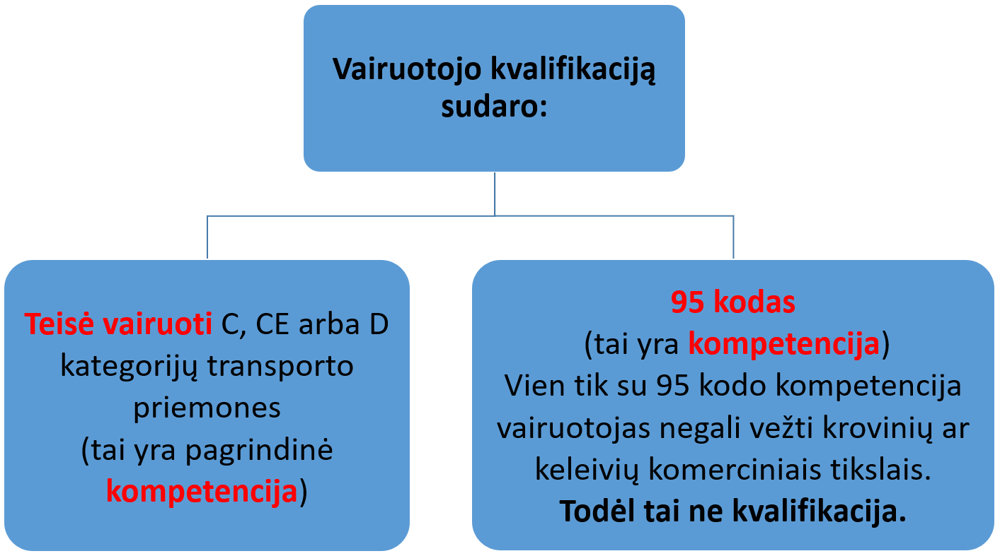 Vairuotojo kvalifikaciją
sudaro:
Teisė vairuoti C, CE arba D
kategorijų transporto
priemones
(tai yra pagrindinė
kompetencija)
95 kodas
(tai yra kompetencija)
Vien tik su 95 kodo kompetencija
vairuotojas negali vežti krovinių ar
keleivių komerciniais tikslais.
Todėl tai ne kvalifikacija.